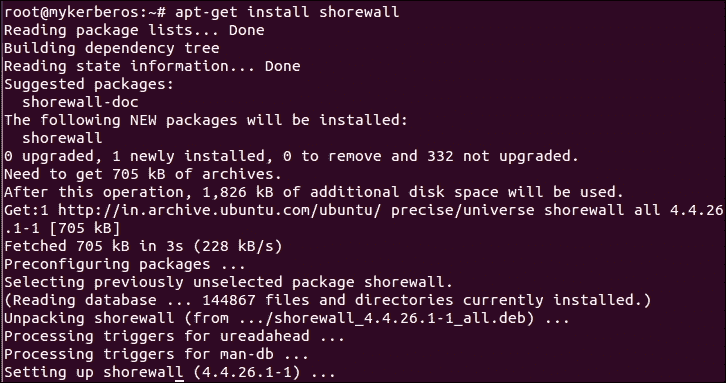 root@mykerberos:~# apt-get install shorewall
Reading package lists... Done
Building dependency tree
Reading state information... Done
Suggested packages:
  shorewall-doc
The following NEW packages will be installed:
  shorewall
0 upgraded, 1 newly installed, 0 to remove and 332 not upgraded.
Need to get 705 kB of archives.
After this operation, 1,826 kB of additional disk space will be used.
Get:1 http://in.archive.ubuntu.com/ubuntu/ precise/universe shorewall all 4.4.26
.1-1 [705 kB]
Fetched 705 kB in 3s (228 kB/s)
Preconfiguring packages ...
Selecting previously unselected package shorewall.
(Reading database ... 144867 files and directories currently installed.)
Unpacking shorewall (from .../shorewall_4.4.26.1-1_all.deb) ...
Processing triggers for ureadahead ...
Processing triggers for man-db ...
Setting up shorewall (4.4.26.1-1) ...